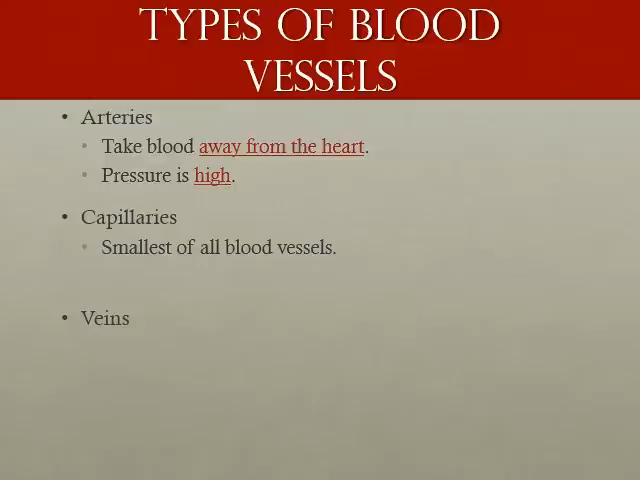 TYPES OF BLOOD
VESSELS
• Arteries
• Take blood away from the heart.
• Pressure is high.
• Capillaries
• Smallest of all blood vessels.
• Veins